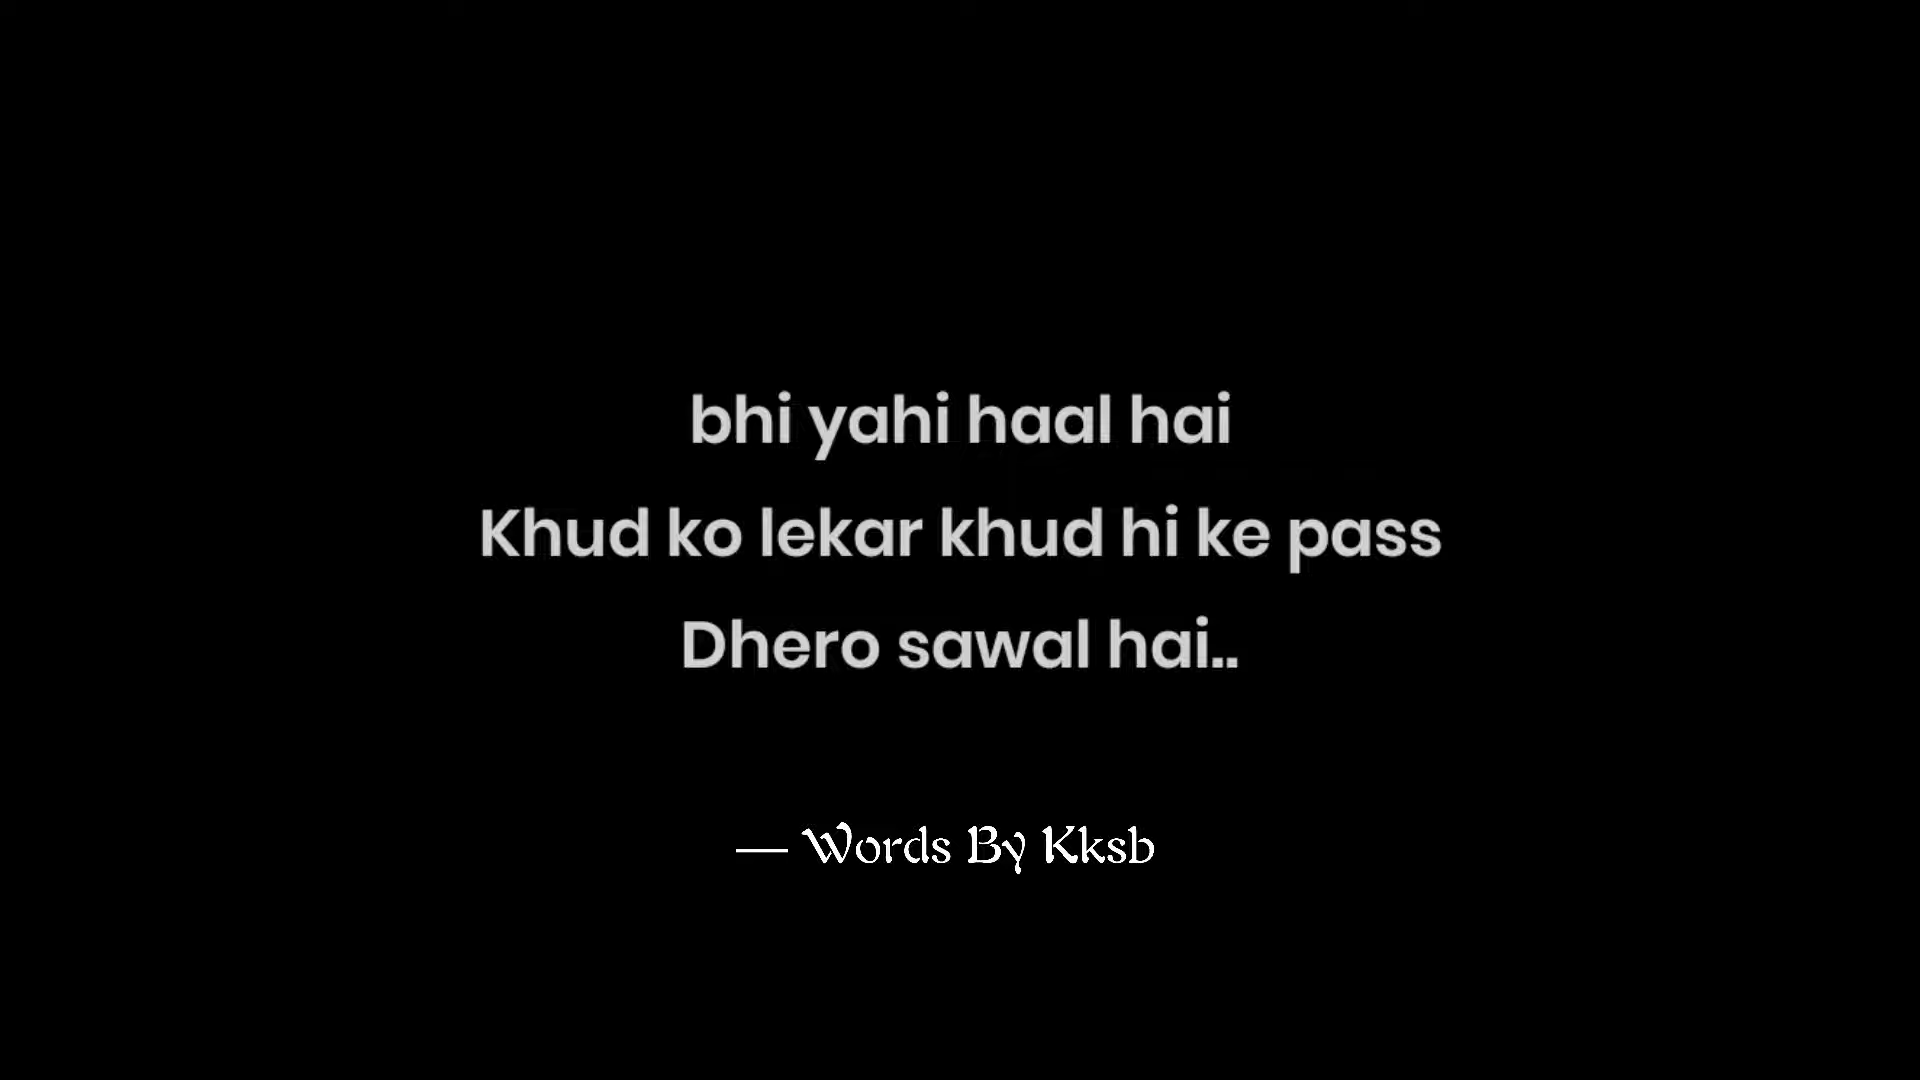 bhi yahi haal hai
Khud ko lekar khud hi ke pass
Dhero sawal hai..
— Words By Kksb